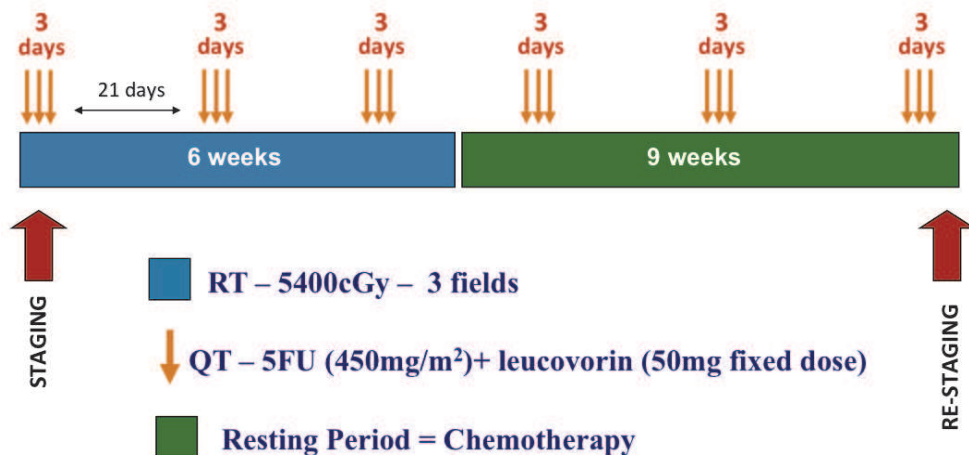 3 days
3 days
3 days
3 days
3 days
3 days
21 days
6 weeks
9 weeks
STAGING
RE-STAGING
RT – 5400cGy – 3 fields
QT – 5FU (450mg/m²)+ leucovorin (50mg fixed dose)
Resting Period = Chemotherapy